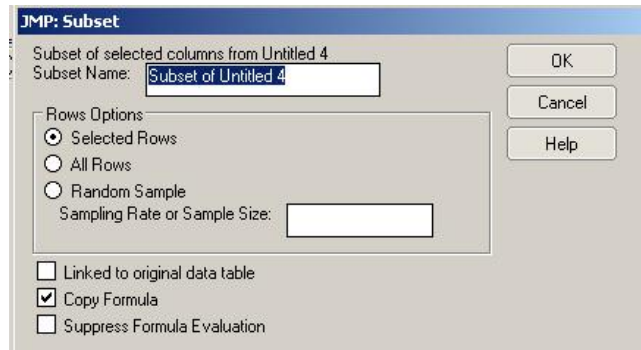 JMP: Subset
Subset of selected columns from Untitled 4
Subset Name: Subset of Untitled 4
OK
Cancel
Help
Rows Options
Selected Rows
All Rows
Random Sample
Sampling Rate or Sample Size:
Linked to original data table
Copy Formula
Suppress Formula Evaluation